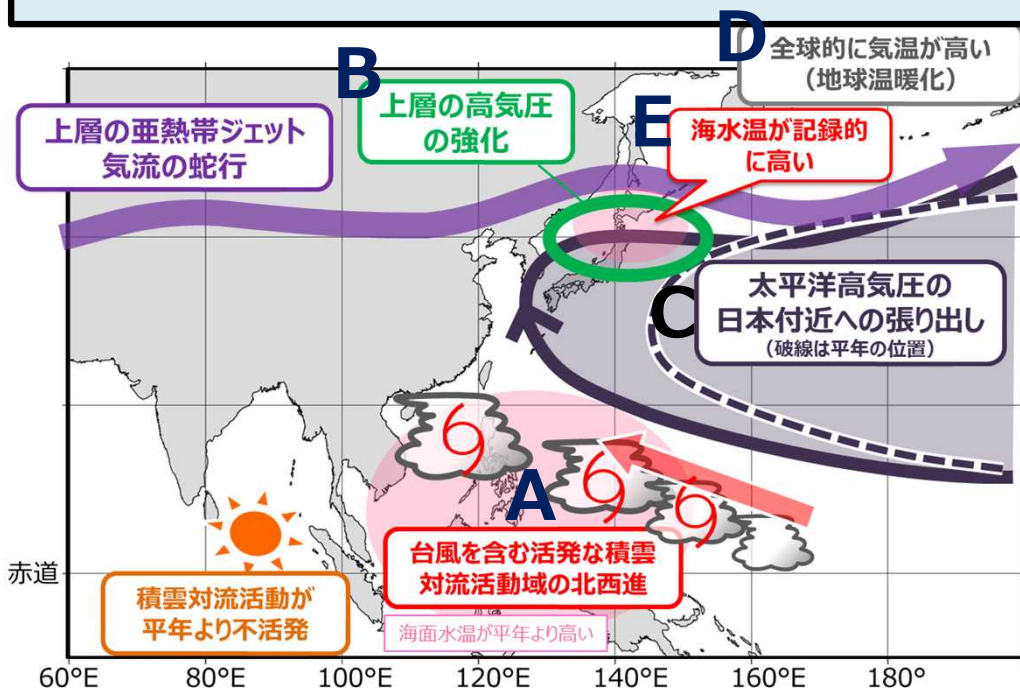 D
全球的に気温が高い
（地球温暖化）
B
上層の高気圧
の強化
E
海水温が記録的
に高い
上層の亜熱帯ジェット
気流の蛇行
C
太平洋高気圧の
日本付近への張り出し
（破線は平年の位置）
A
台風を含む活発な積雲
対流活動域の北西進
赤道
積雲対流活動が
平年より不活発
海面水温が平年より高い
60°E
80°E
100°E
120°E
140°E
160°E
180°